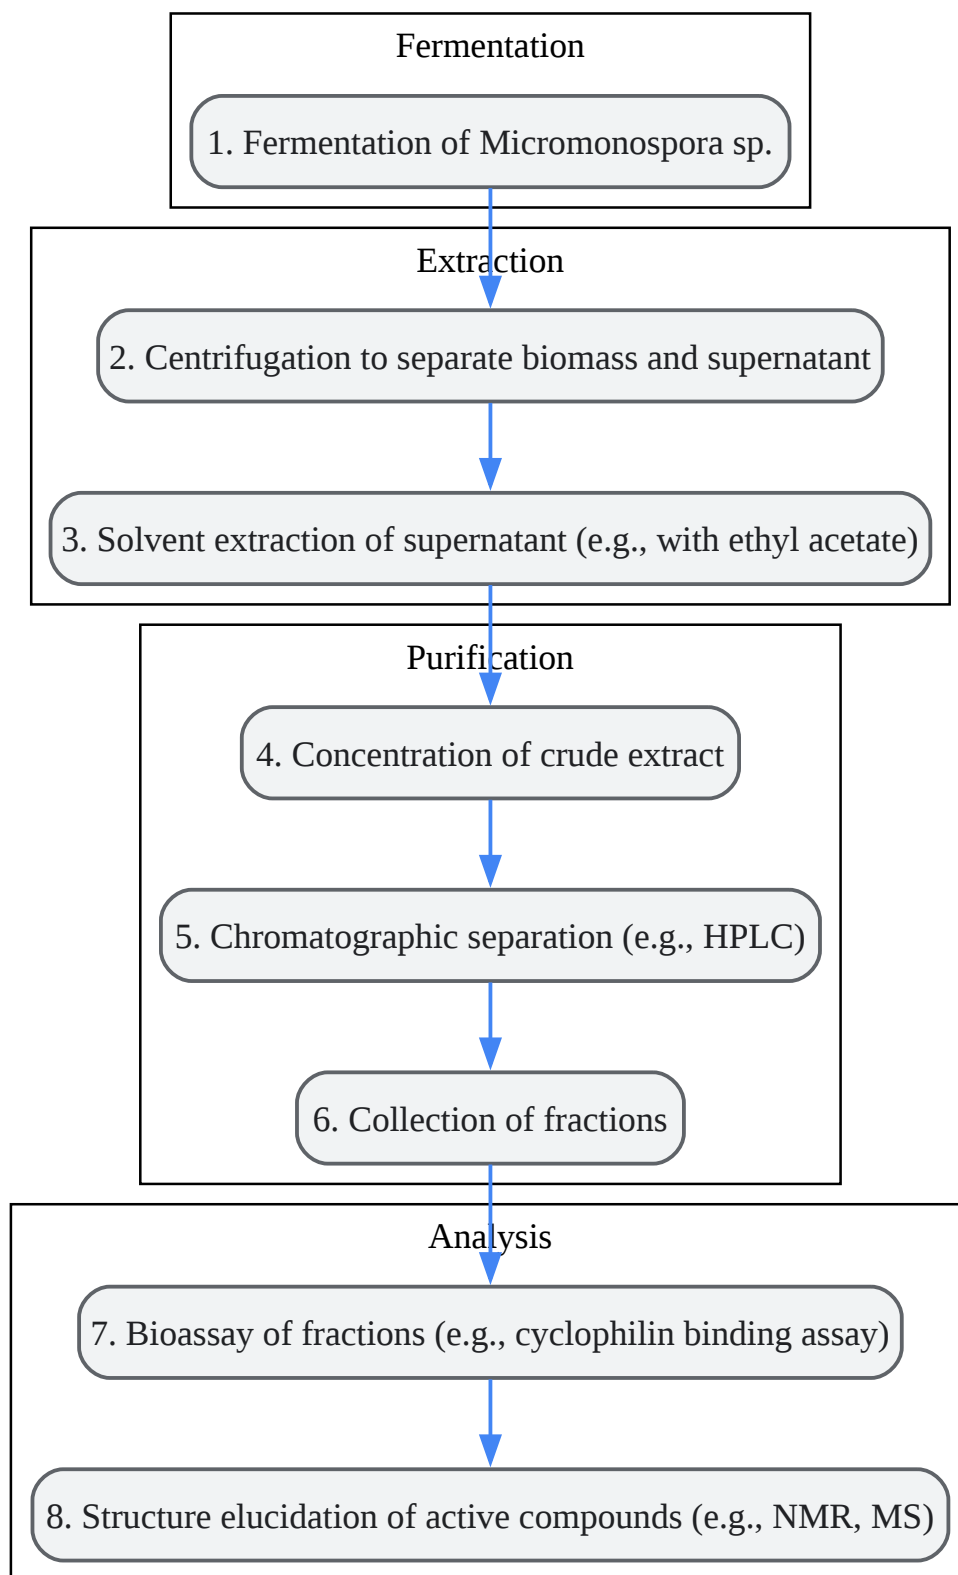 Fermentation
1. Fermentation of Micromonospora sp.
Extraction
2. Centrifugation to separate biomass and supernatant
3. Solvent extraction of supernatant (e.g., with ethyl acetate)
Purification
4. Concentration of crude extract
5. Chromatographic separation (e.g., HPLC)
6. Collection of fractions
Analysis
7. Bioassay of fractions (e.g., cyclophilin binding assay)
8. Structure elucidation of active compounds (e.g., NMR, MS)